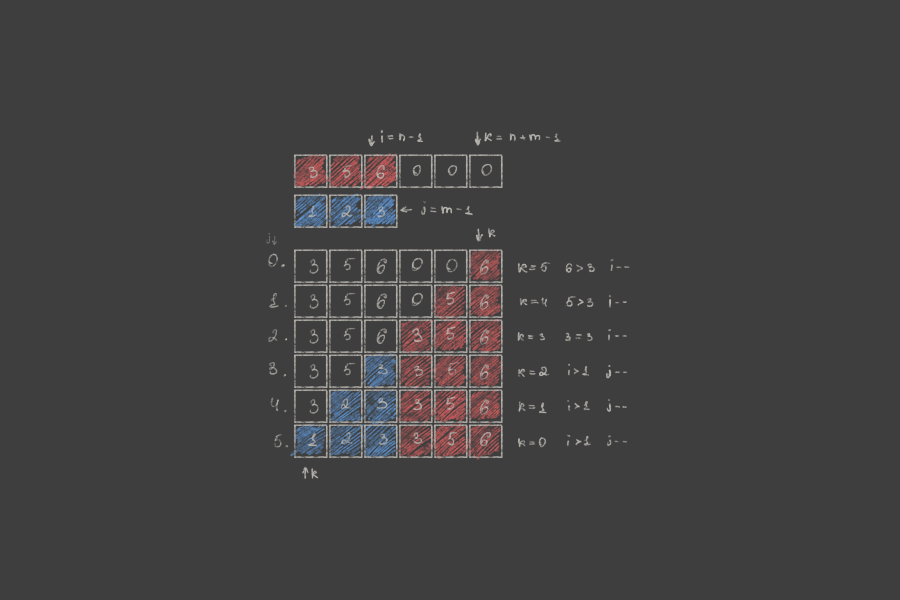 ↓ i = n - 1 ↓ k = n + m - 1
3 5 6 0 0 0
1 2 3 ← j = m - 1
↓ k
0. 3 5 6 0 0 6 k = 5 6 > 3 i--
1. 3 5 6 0 5 6 k = 4 5 > 3 i--
2. 3 5 6 3 5 6 k = 3 3 = 3 i--
3. 3 5 3 3 5 6 k = 2 i > 1 j--
4. 3 2 3 3 5 6 k = 1 i > 1 j--
5. 1 2 3 3 5 6 k = 0 i > 1 j--
↑ k